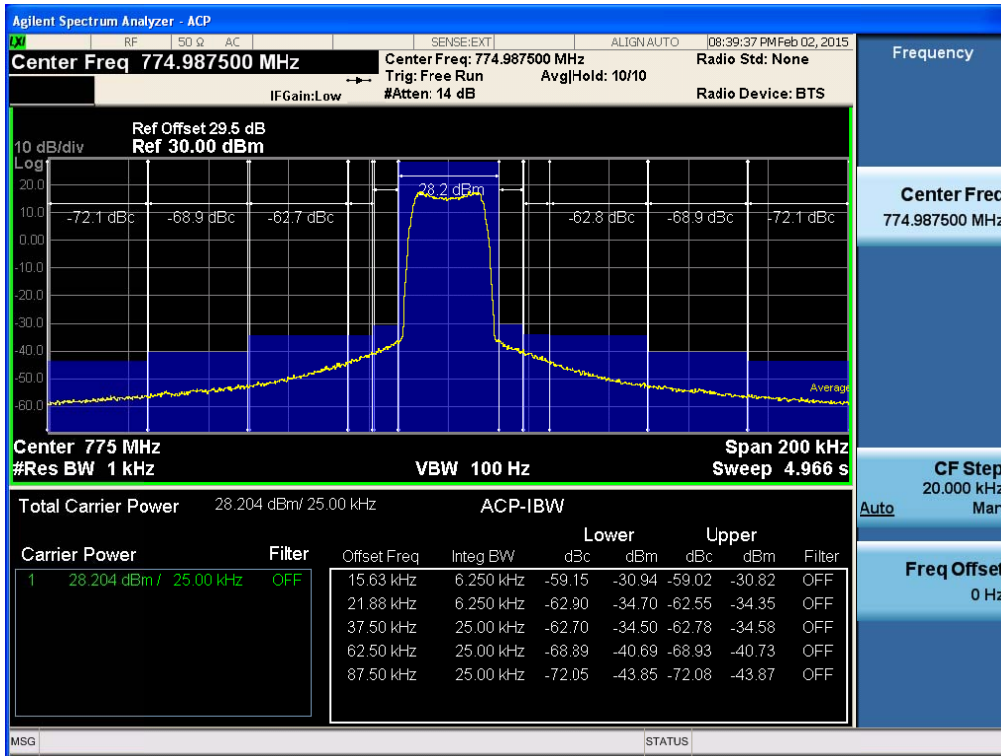 Agilent Spectrum Analyzer - ACP
LXI RF 50 Ω AC SENSE:EXT ALIGN AUTO 08:39:37 PM Feb 02, 2015
Center Freq 774.987500 MHz
Center Freq: 774.987500 MHz Radio Std: None
Trig: Free Run Avg|Hold: 10/10
IFGain:Low #Atten: 14 dB Radio Device: BTS
Ref Offset 29.5 dB
10 dB/div Ref 30.00 dBm
Log
20.0
10.0
0.00
-10.0
-20.0
-30.0
-40.0
-50.0
-60.0
28.2 dBm
-72.1 dBc -68.9 dBc -62.7 dBc -62.8 dBc -68.9 dBc -72.1 dBc
Average
Center 775 MHz Span 200 kHz
#Res BW 1 kHz VBW 100 Hz Sweep 4.966 s
Total Carrier Power 28.204 dBm/ 25.00 kHz ACP-IBW
Lower Upper
Carrier Power Filter Offset Freq Integ BW dBc dBm dBc dBm Filter
1 28.204 dBm / 25.00 kHz OFF 15.63 kHz 6.250 kHz -59.15 -30.94 -59.02 -30.82 OFF
21.88 kHz 6.250 kHz -62.90 -34.70 -62.55 -34.35 OFF
37.50 kHz 25.00 kHz -62.70 -34.50 -62.78 -34.58 OFF
62.50 kHz 25.00 kHz -68.89 -40.69 -68.93 -40.73 OFF
87.50 kHz 25.00 kHz -72.05 -43.85 -72.08 -43.87 OFF
MSG STATUS
Frequency
Center Freq
774.987500 MHz
CF Step
20.000 kHz
Auto Man
Freq Offset
0 Hz